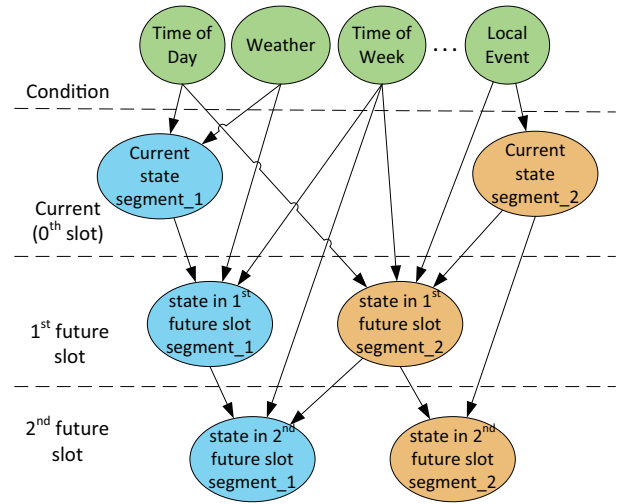 Time of
Day
Weather
Time of
Week
...
Local
Event
Condition
Current
state
segment_1
Current
state
segment_2
Current
(0th slot)
state in 1st
future slot
segment_1
state in 1st
future slot
segment_2
1st future
slot
2nd future
slot
state in 2nd
future slot
segment_1
state in 2nd
future slot
segment_2